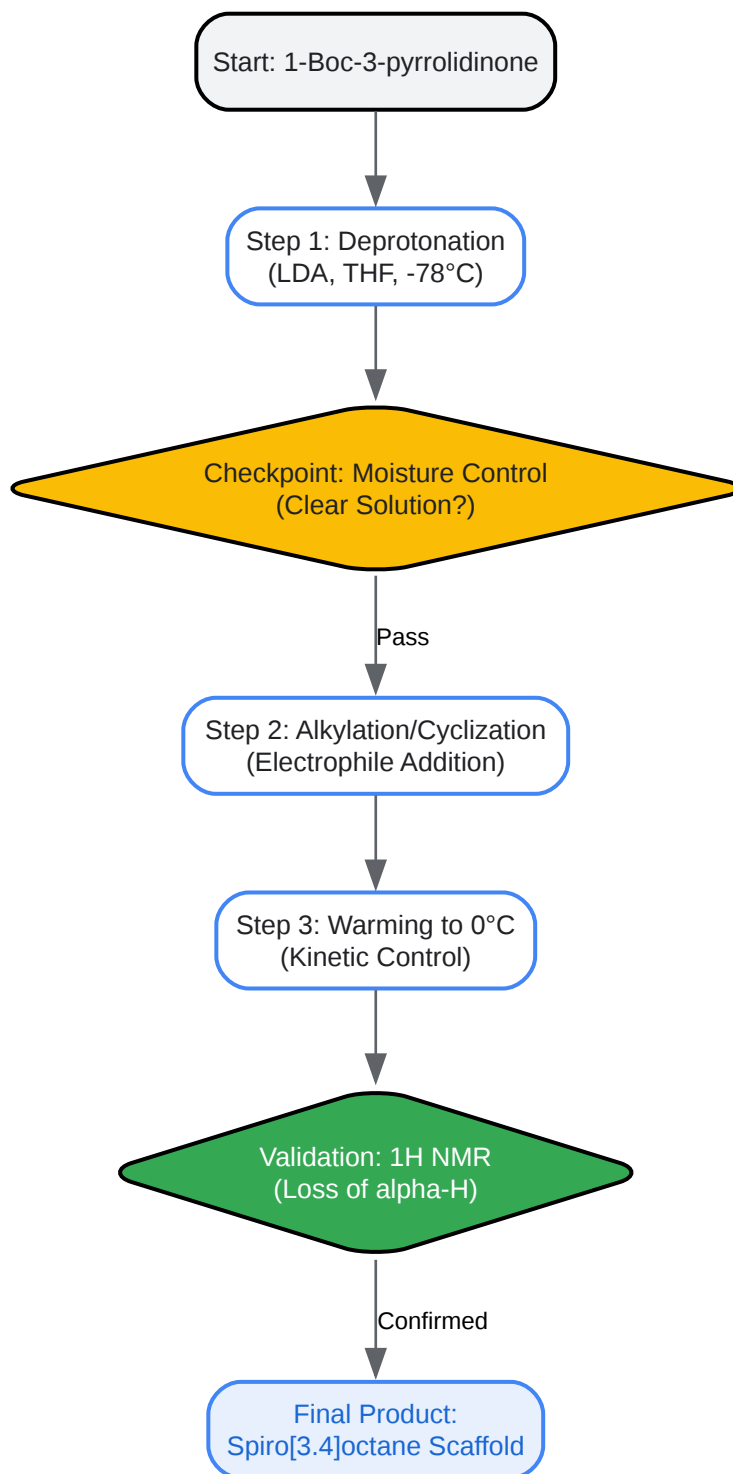 Start: 1-Boc-3-pyrrolidinone
Step 1: Deprotonation
(LDA, THF, -78°C)
Checkpoint: Moisture Control
(Clear Solution?)
Pass
Step 2: Alkylation/Cyclization
(Electrophile Addition)
Step 3: Warming to 0°C
(Kinetic Control)
Validation: 1H NMR
(Loss of alpha-H)
Confirmed
Final Product:
Spiro[3.4]octane Scaffold